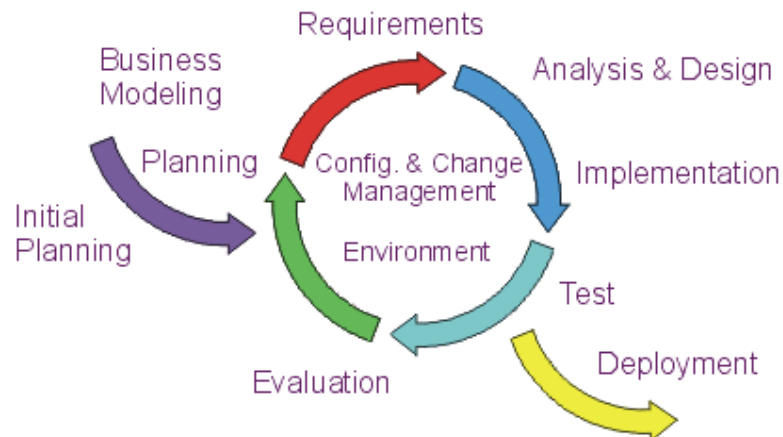 Requirements
Business
Modeling
Analysis & Design
Planning
Config. & Change
Management
Implementation
Initial
Planning
Environment
Test
Evaluation
Deployment